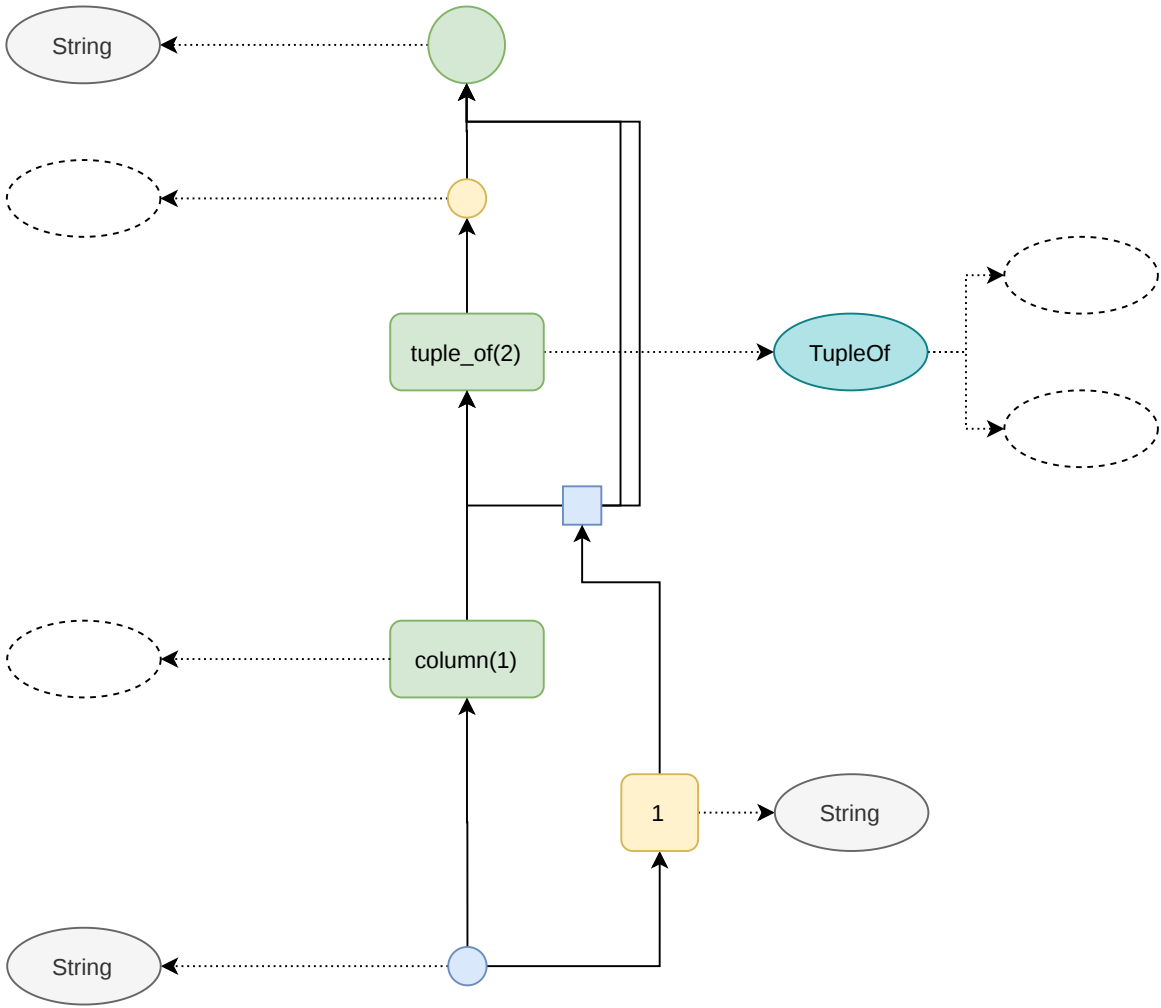 String
tuple_of(2)
TupleOf
column(1)
1
String
String